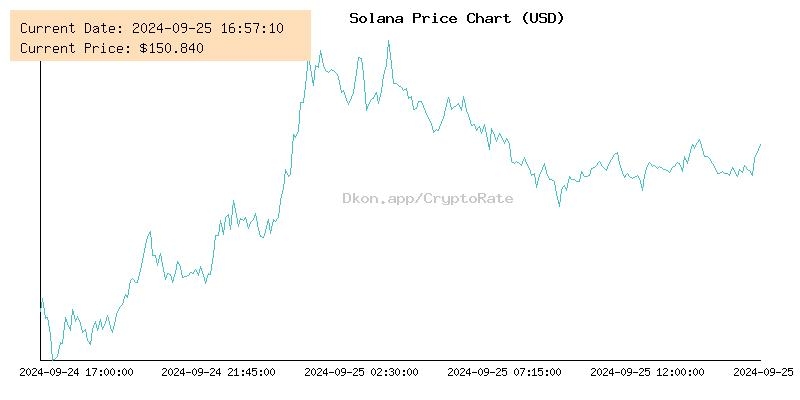 Solana Price Chart (USD)
Current Date: 2024-09-25 16:57:10
Current Price: $150.840
Dkon.app/CryptoRate
2024-09-24 17:00:00 2024-09-24 21:45:00 2024-09-25 02:30:00 2024-09-25 07:15:00 2024-09-25 12:00:00 2024-09-25